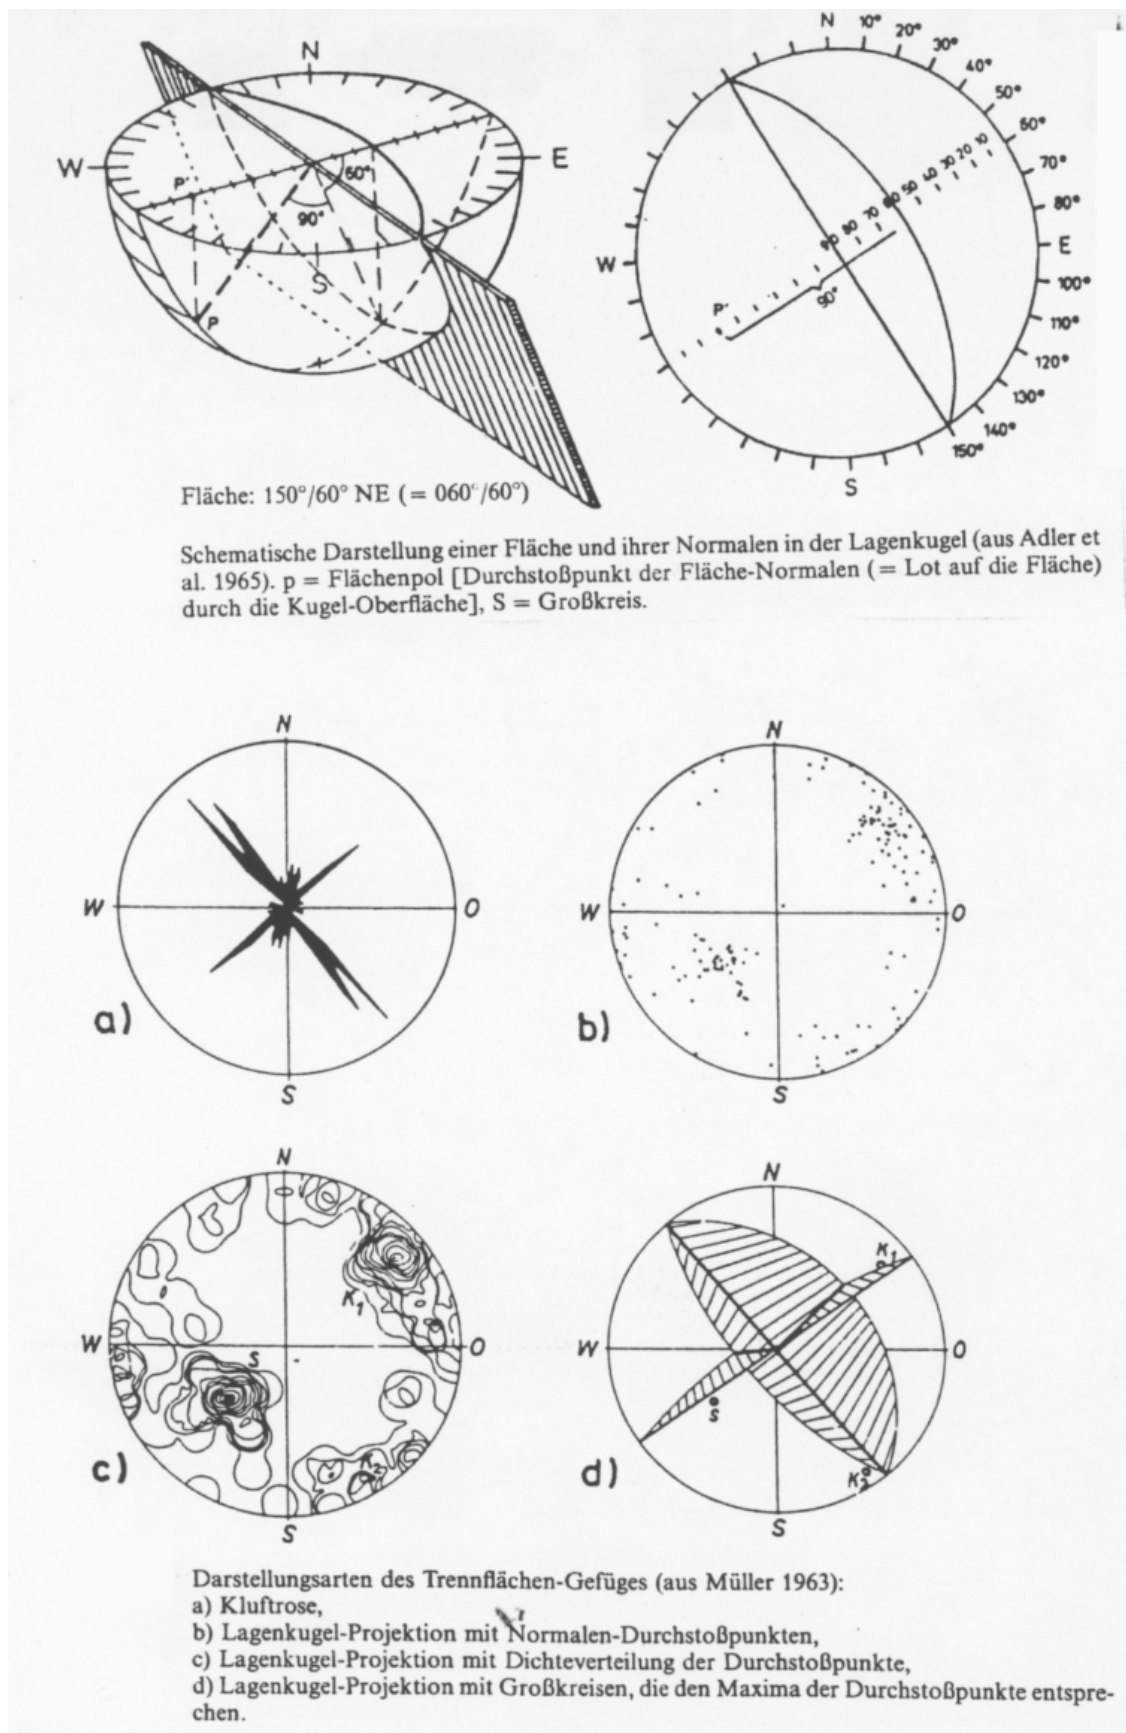 N
W
E
60°
90°
P'
S
P
N
10°
20°
30°
40°
50°
60°
70°
80°
E
100°
110°
120°
130°
140°
150°
S
W
10
20
30
40
50
60
70
80
90
P'
90°
Fläche: 150°/60° NE (= 060°/60°)
Schematische Darstellung einer Fläche und ihrer Normalen in der Lagenkugel (aus Adler et
al. 1965). p = Flächenpol [Durchstoßpunkt der Fläche-Normalen (= Lot auf die Fläche)
durch die Kugel-Oberfläche], S = Großkreis.
N
W
O
S
a)
N
W
O
S
b)
N
K1
W
O
S
K2
S
c)
N
K1
W
O
S
K2
S
d)
Darstellungsarten des Trennflächen-Gefüges (aus Müller 1963):
a) Kluftrose,
b) Lagenkugel-Projektion mit Normalen-Durchstoßpunkten,
c) Lagenkugel-Projektion mit Dichteverteilung der Durchstoßpunkte,
d) Lagenkugel-Projektion mit Großkreisen, die den Maxima der Durchstoßpunkte entspre-
chen.